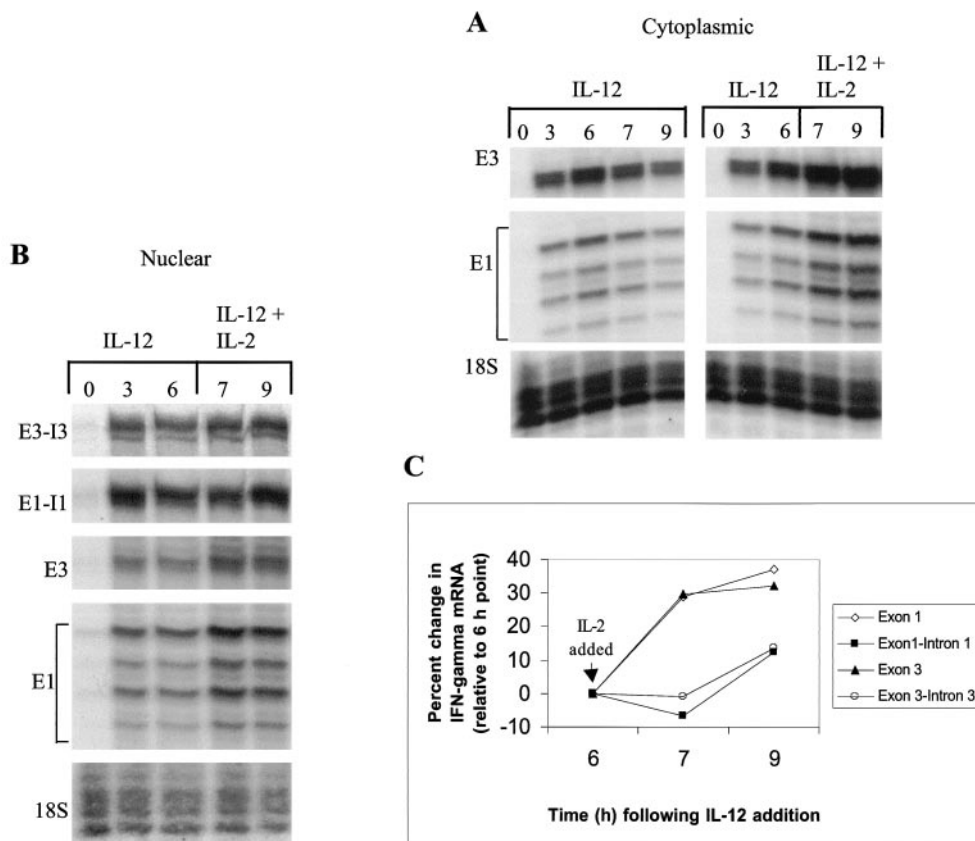 A
Cytoplasmic
IL-12
0 3 6 7 9
IL-12
IL-12 +
IL-2
0 3 6 7 9
E3
E1
18S
B
Nuclear
IL-12
IL-12 +
IL-2
0 3 6 7 9
E3-I3
E1-I1
E3
E1
18S
C
Percent change in
IFN-gamma mRNA
(relative to 6 h point)
40
30
20
10
0
-10
IL-2
added
6 7 9
Time (h) following IL-12 addition
Exon 1
Exon1-Intron 1
Exon 3
Exon 3-Intron 3